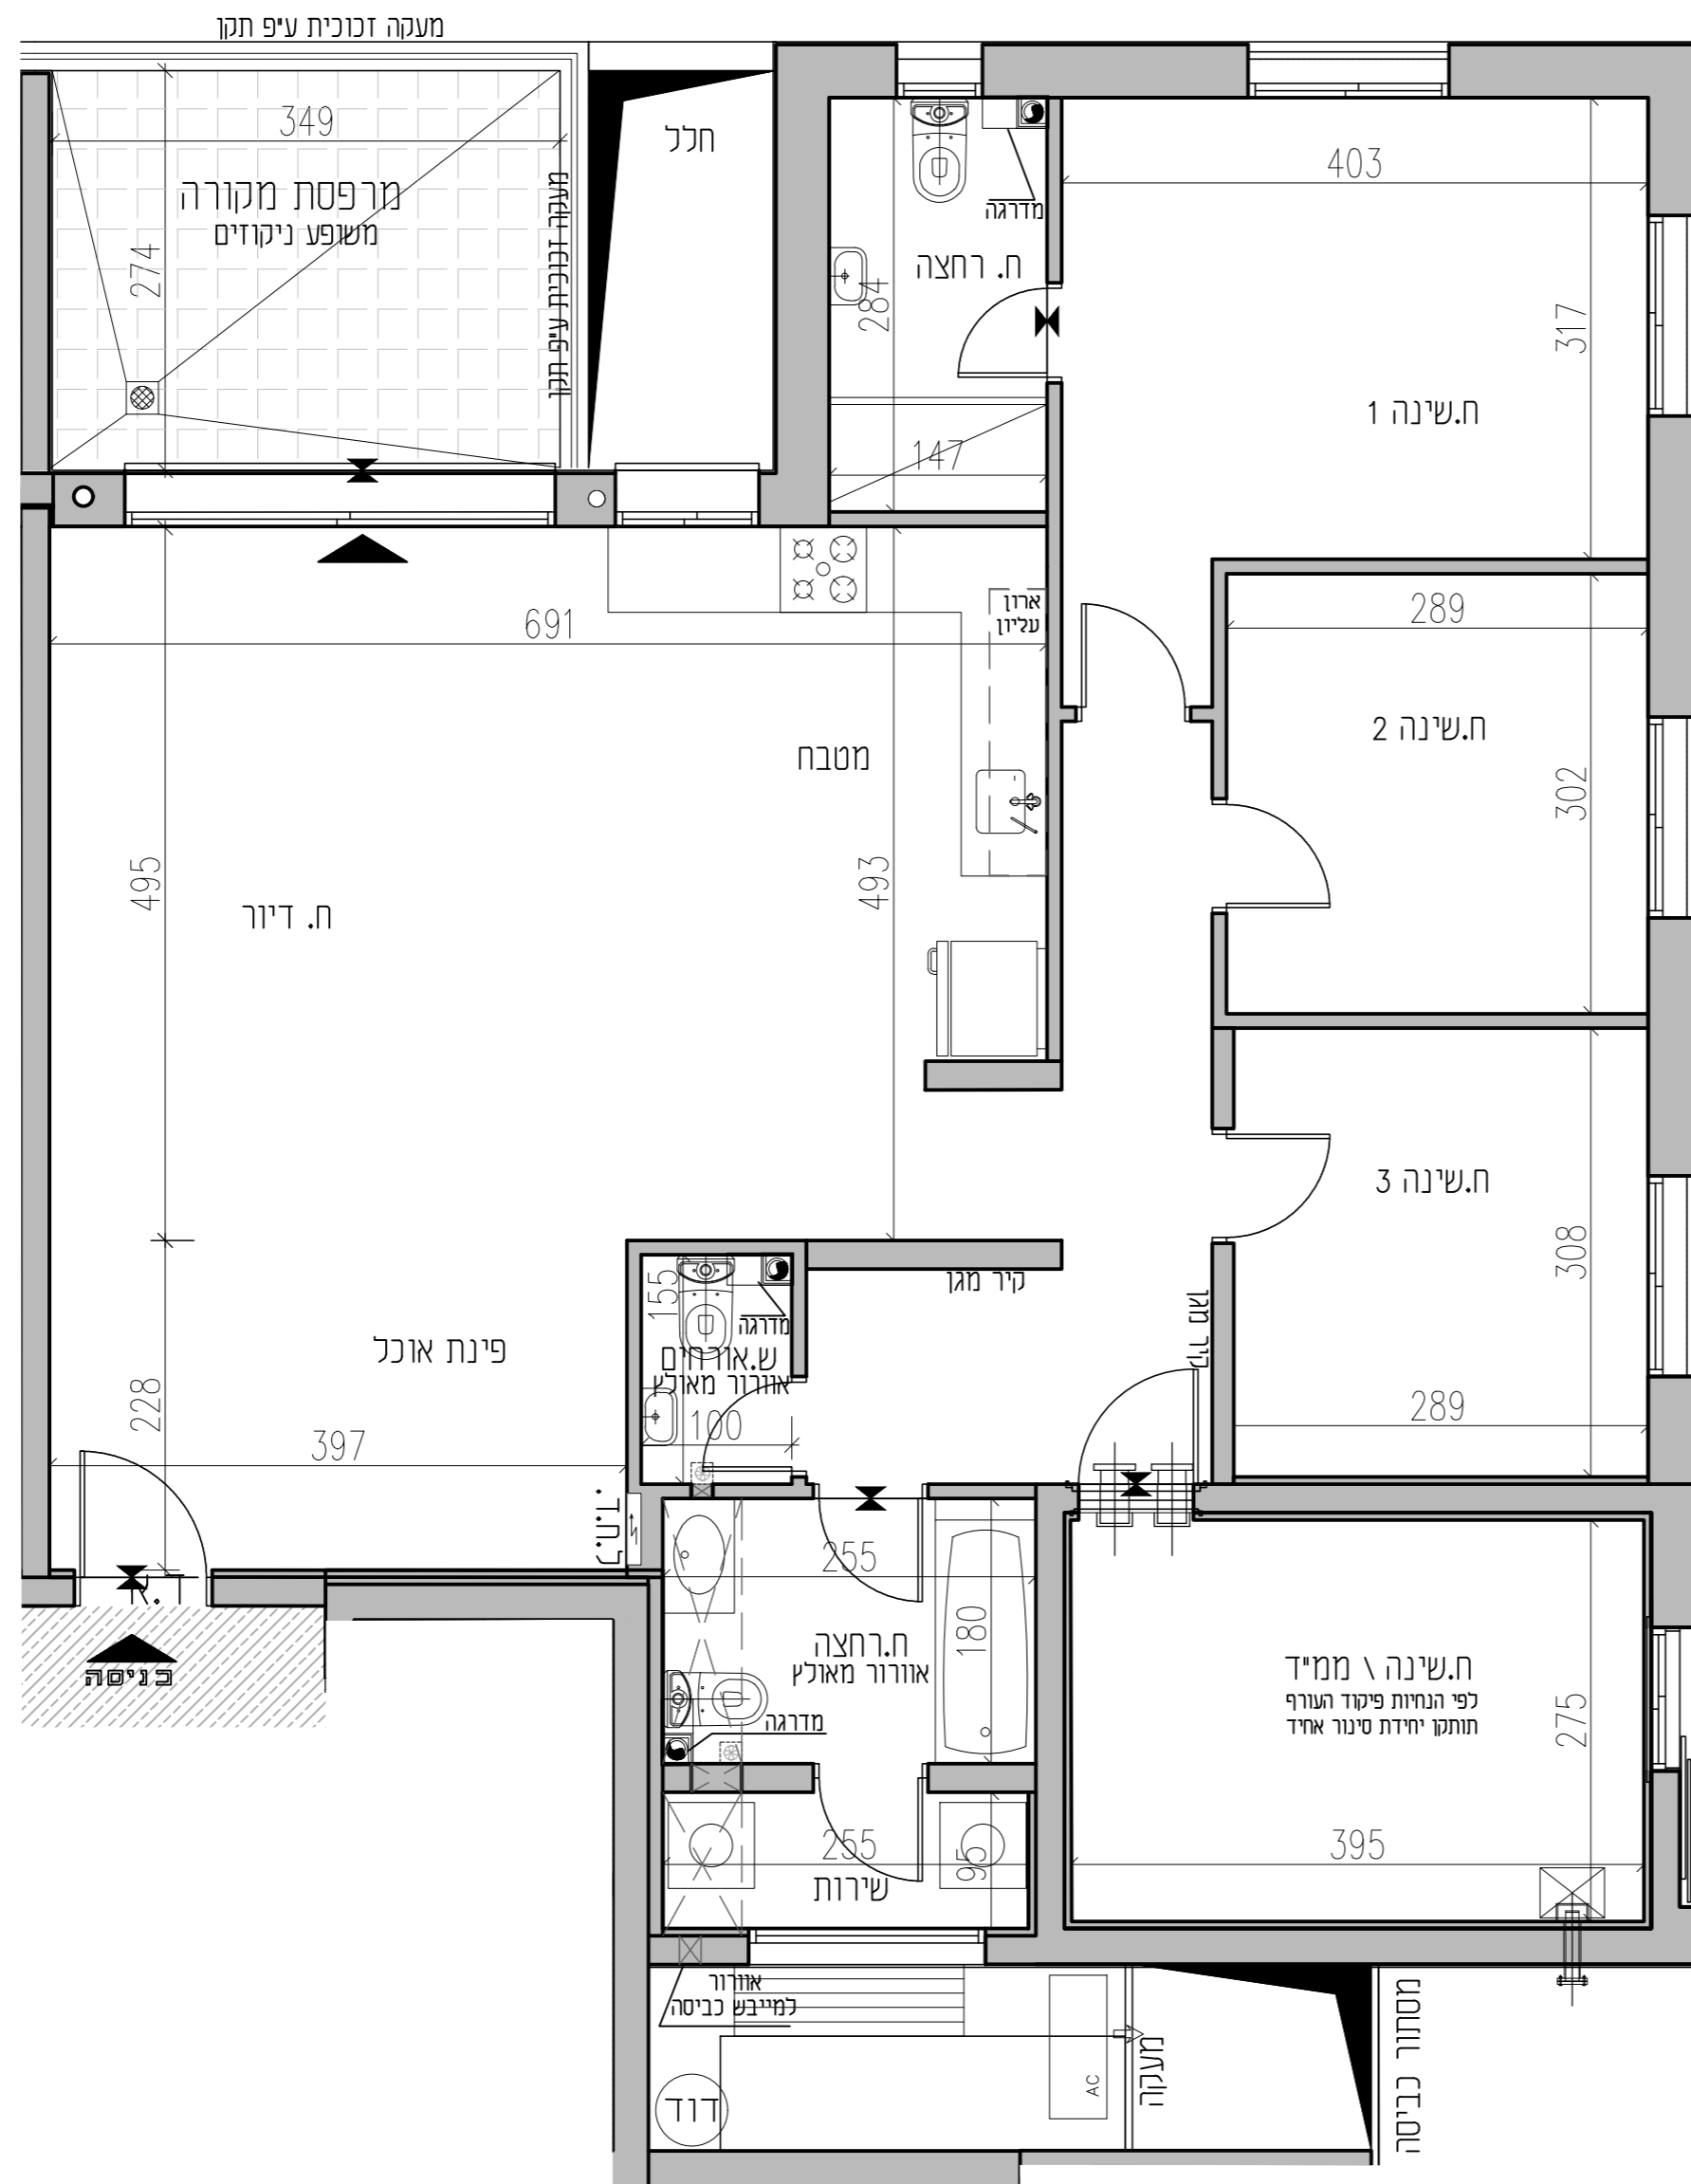 מעקה זכוכית ע״פ תקן
349
מרפסת מקורה
משופע ניקוזים
274
מעקה זכוכית ע״פ תקן
חלל
מדרגה
ח. רחצה
284
147
403
317
ח.שינה 1
691
ארון
עליון
מטבח
493
495
ח. דיור
289
ח.שינה 2
302
ח.שינה 3
308
289
קיר מגן
קיר מגן
155
מדרגה
ש.אורחים
אוורור מאולץ
100
פינת אוכל
228
397
ל.ח.ד.
ד.א
כניסה
255
180
ח.רחצה
אוורור מאולץ
מדרגה
255
95
שירות
ח.שינה \ ממ״ד
לפי הנחיות פיקוד העורף
תותקן יחידת סינור אחיד
275
395
אוורור
למייבש כביסה
דוד
AC
מעקה
מסתור כביסה